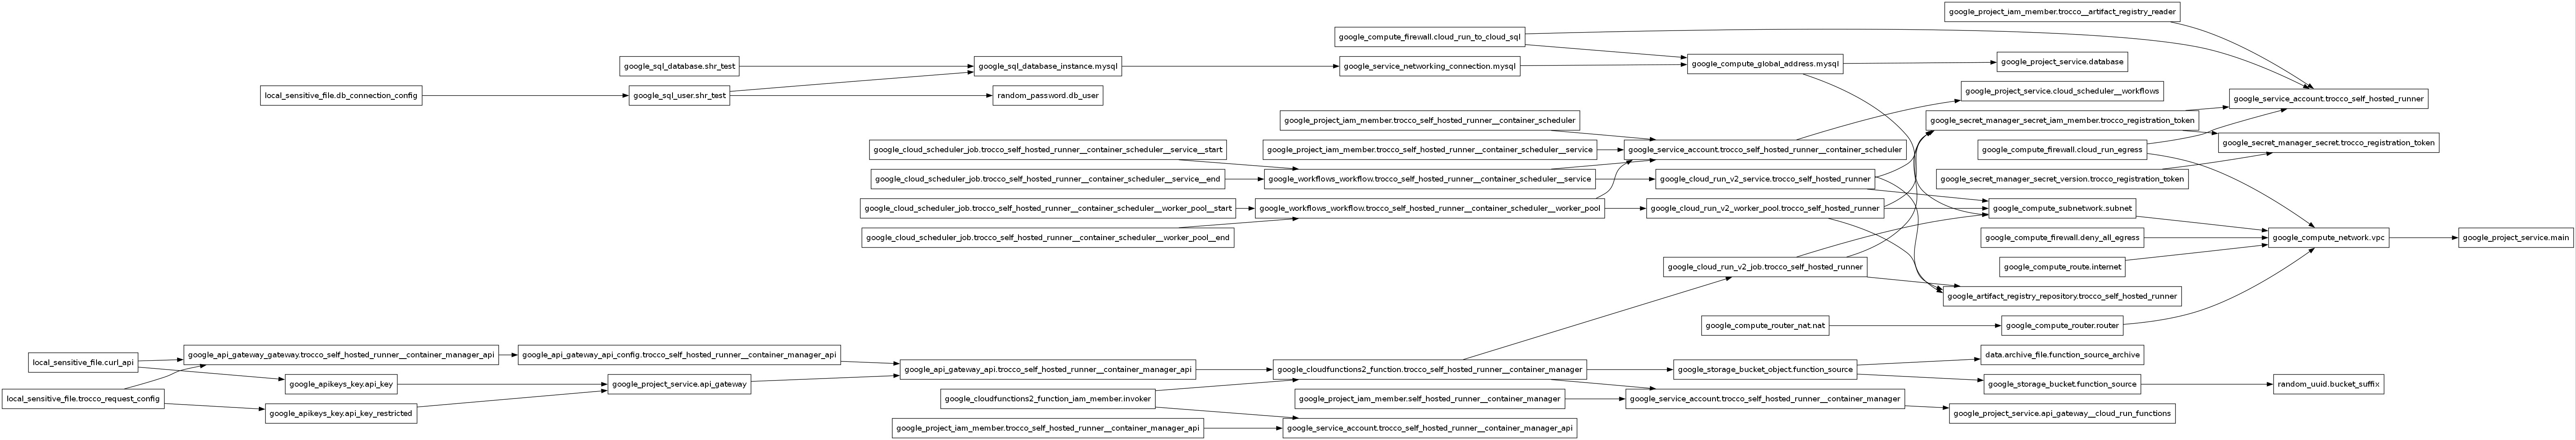 google_project_iam_member.trocco__artifact_registry_reader
google_compute_firewall.cloud_run_to_cloud_sql
google_sql_database.shr_test
google_sql_database_instance.mysql
google_service_networking_connection.mysql
google_compute_global_address.mysql
google_project_service.database
local_sensitive_file.db_connection_config
google_sql_user.shr_test
random_password.db_user
google_project_service.cloud_scheduler__workflows
google_service_account.trocco_self_hosted_runner
google_project_iam_member.trocco_self_hosted_runner__container_scheduler
google_secret_manager_secret_iam_member.trocco_registration_token
google_cloud_scheduler_job.trocco_self_hosted_runner__container_scheduler__service__start
google_project_iam_member.trocco_self_hosted_runner__container_scheduler__service
google_service_account.trocco_self_hosted_runner__container_scheduler
google_compute_firewall.cloud_run_egress
google_secret_manager_secret.trocco_registration_token
google_cloud_scheduler_job.trocco_self_hosted_runner__container_scheduler__service__end
google_workflows_workflow.trocco_self_hosted_runner__container_scheduler__service
google_cloud_run_v2_service.trocco_self_hosted_runner
google_secret_manager_secret_version.trocco_registration_token
google_cloud_scheduler_job.trocco_self_hosted_runner__container_scheduler__worker_pool__start
google_workflows_workflow.trocco_self_hosted_runner__container_scheduler__worker_pool
google_cloud_run_v2_worker_pool.trocco_self_hosted_runner
google_compute_subnetwork.subnet
google_cloud_scheduler_job.trocco_self_hosted_runner__container_scheduler__worker_pool__end
google_compute_firewall.deny_all_egress
google_compute_network.vpc
google_project_service.main
google_cloud_run_v2_job.trocco_self_hosted_runner
google_compute_route.internet
google_artifact_registry_repository.trocco_self_hosted_runner
google_compute_router_nat.nat
google_compute_router.router
local_sensitive_file.curl_api
google_api_gateway_gateway.trocco_self_hosted_runner__container_manager_api
google_api_gateway_api_config.trocco_self_hosted_runner__container_manager_api
google_api_gateway_api.trocco_self_hosted_runner__container_manager_api
google_cloudfunctions2_function.trocco_self_hosted_runner__container_manager
google_storage_bucket_object.function_source
data.archive_file.function_source_archive
google_apikeys_key.api_key
google_project_service.api_gateway
google_storage_bucket.function_source
random_uuid.bucket_suffix
local_sensitive_file.trocco_request_config
google_apikeys_key.api_key_restricted
google_cloudfunctions2_function_iam_member.invoker
google_project_iam_member.self_hosted_runner__container_manager
google_service_account.trocco_self_hosted_runner__container_manager
google_project_service.api_gateway__cloud_run_functions
google_project_iam_member.trocco_self_hosted_runner__container_manager_api
google_service_account.trocco_self_hosted_runner__container_manager_api